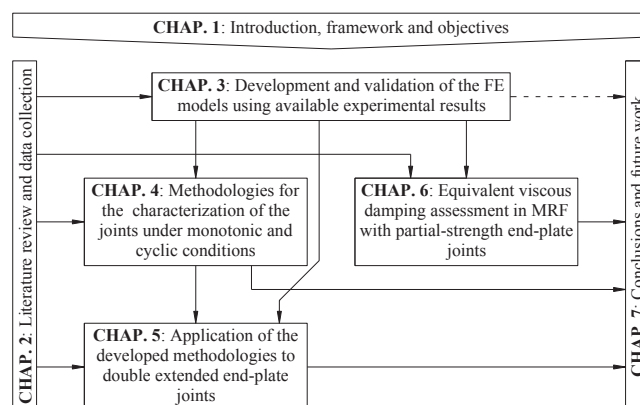 CHAP. 1: Introduction, framework and objectives
CHAP. 2: Literature review and data collection
CHAP. 3: Development and validation of the FE
models using available experimental results
CHAP. 4: Methodologies for
the characterization of the
joints under monotonic and
cyclic conditions
CHAP. 6: Equivalent viscous
damping assessment in MRF
with partial-strength end-plate
joints
CHAP. 5: Application of the
developed methodologies to
double extended end-plate
joints
CHAP. 7: Conclusions and future work